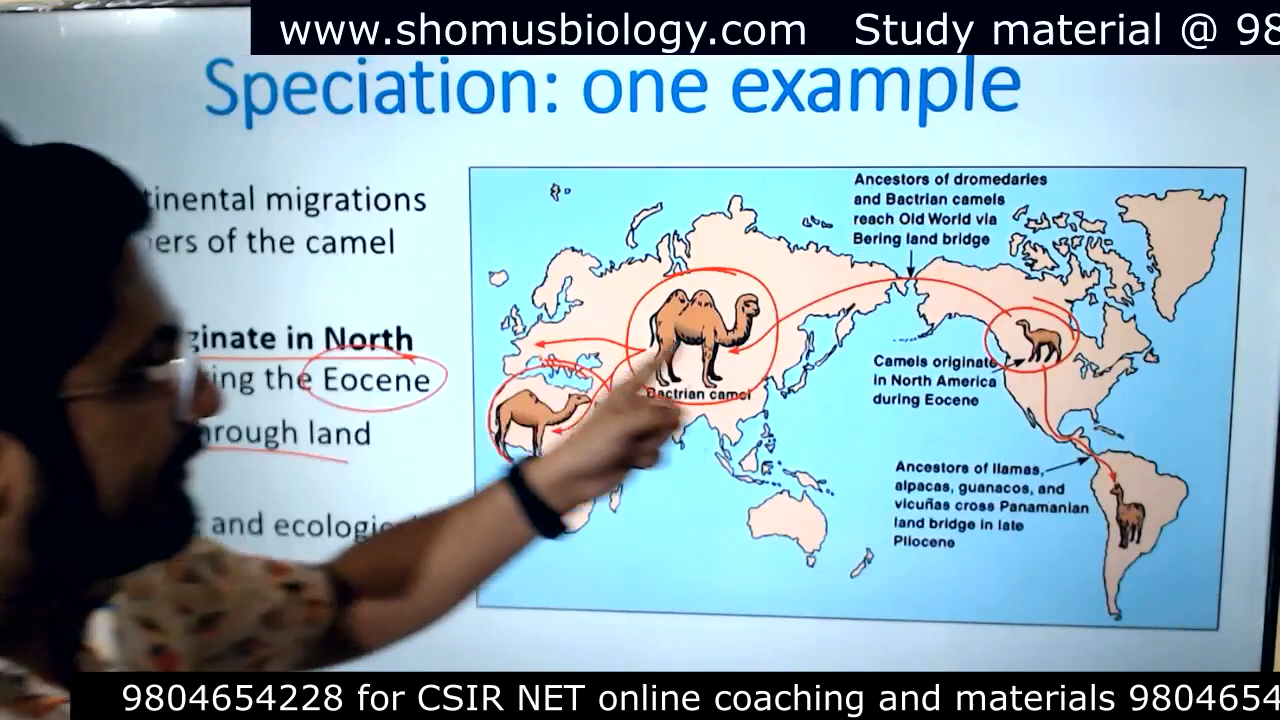 www.shomusbiology.com Study material @ 98
Speciation: one example
tinental migrations
ers of the camel
ginate in North
ing the Eocene
rough land
and ecologic
Ancestors of dromedaries
and Bactrian camels
reach Old World via
Bering land bridge
Camels originate
in North America
during Eocene
Bactrian camel
Ancestors of llamas,
alpacas, guanacos, and
vicuñas cross Panamanian
land bridge in late
Pliocene
9804654228 for CSIR NET online coaching and materials 9804654